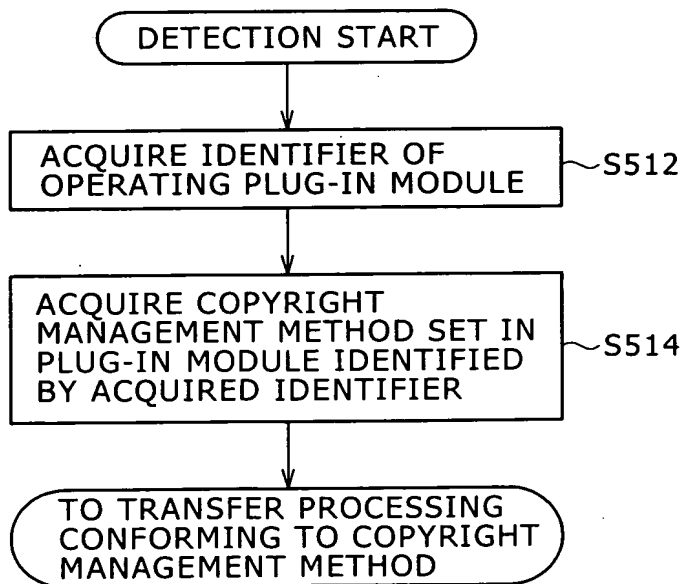 DETECTION START
ACQUIRE IDENTIFIER OF
OPERATING PLUG-IN MODULE
S512
ACQUIRE COPYRIGHT
MANAGEMENT METHOD SET IN
PLUG-IN MODULE IDENTIFIED
BY ACQUIRED IDENTIFIER
S514
TO TRANSFER PROCESSING
CONFORMING TO COPYRIGHT
MANAGEMENT METHOD